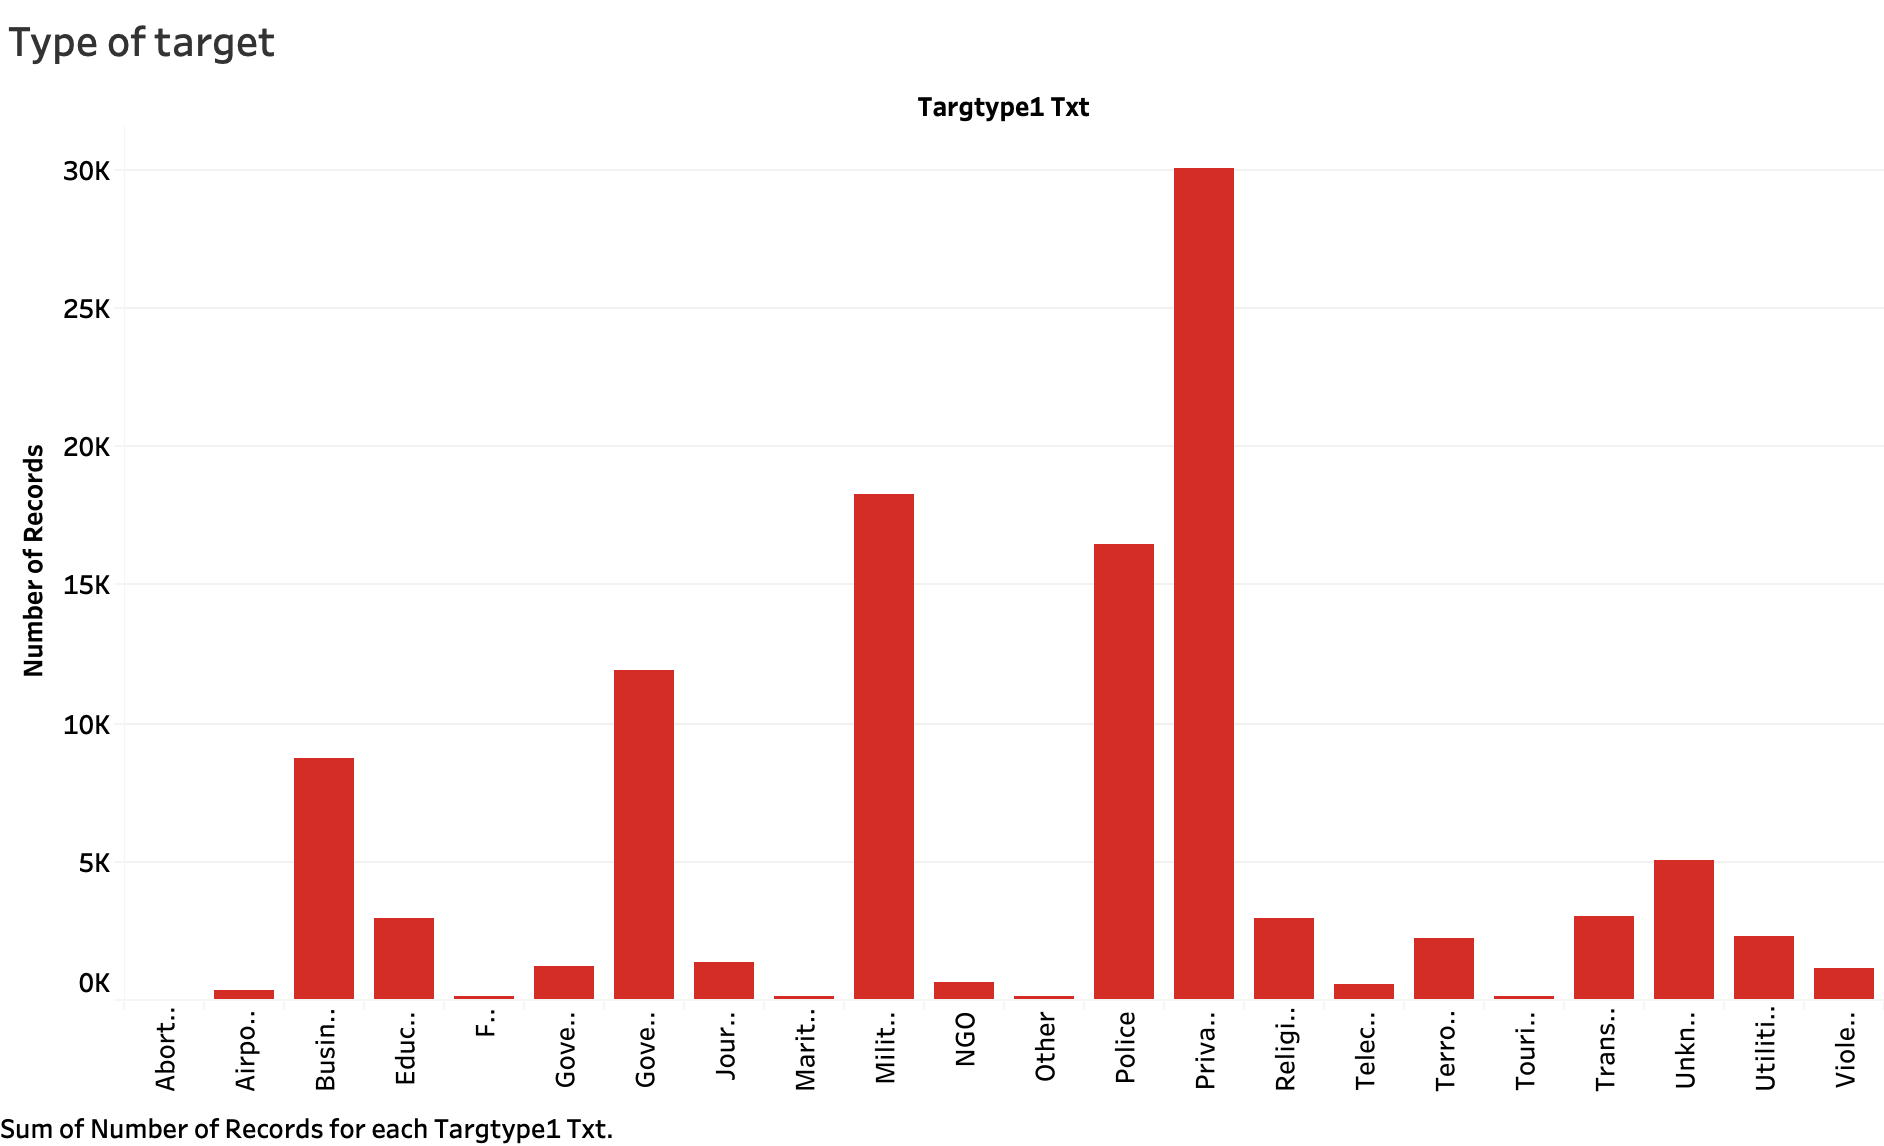 Type of target
Targtype1 Txt
Number of Records
30K
25K
20K
15K
10K
5K
0K
Abort..
Airpo..
Busin..
Educ..
F..
Gove..
Gove..
Jour..
Marit..
Milit..
NGO
Other
Police
Priva..
Religi..
Telec..
Terro..
Touri..
Trans..
Unkn..
Utiliti..
Viole..
Sum of Number of Records for each Targtype1 Txt.